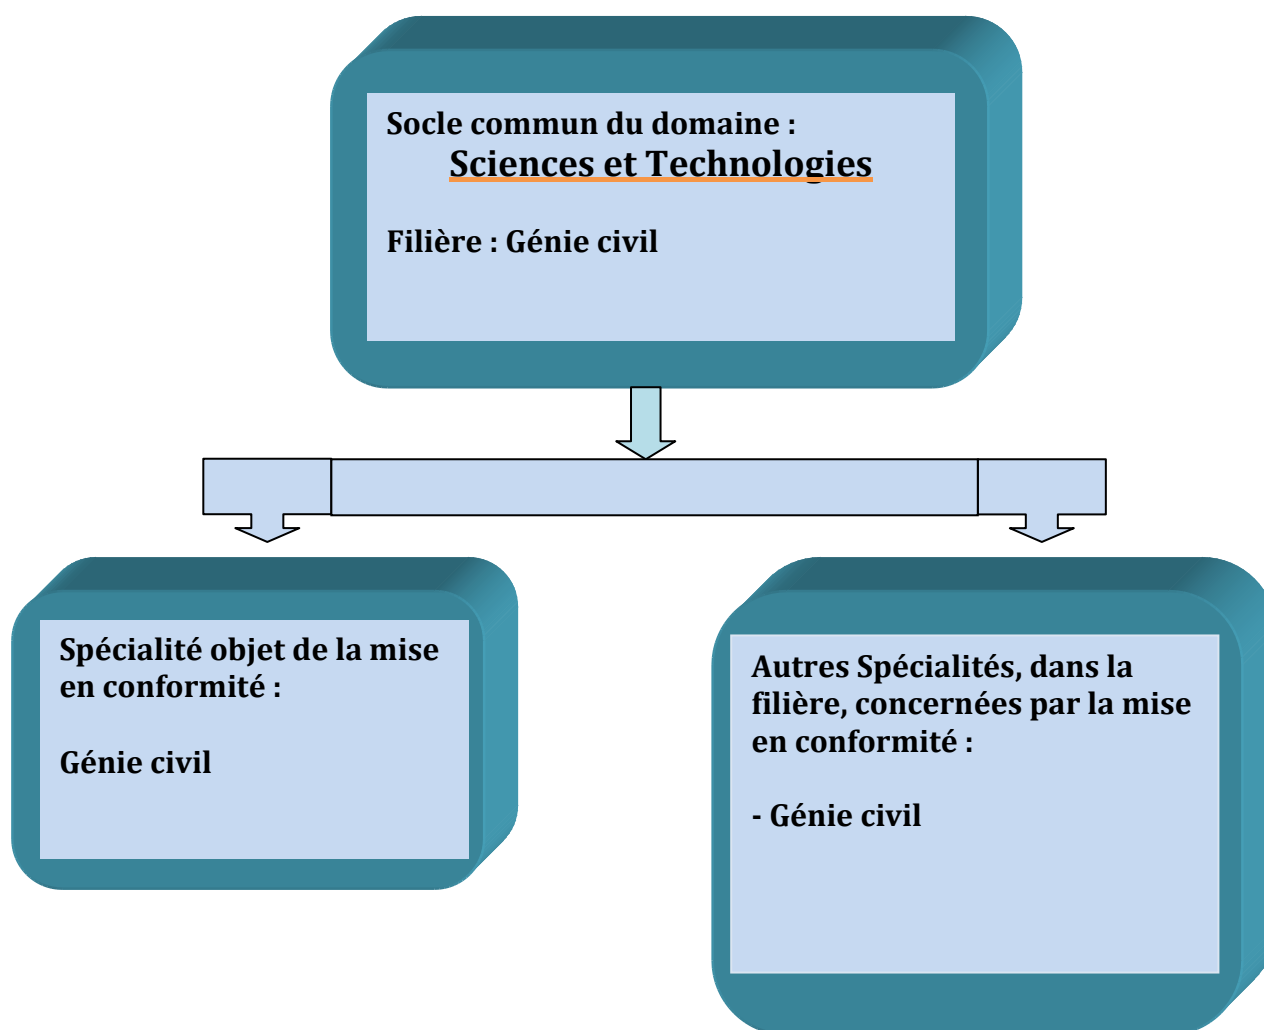 Socle commun du domaine :
Sciences et Technologies
Filière : Génie civil
Spécialité objet de la mise
en conformité :
Génie civil
Autres Spécialités, dans la
filière, concernées par la mise
en conformité :
- Génie civil